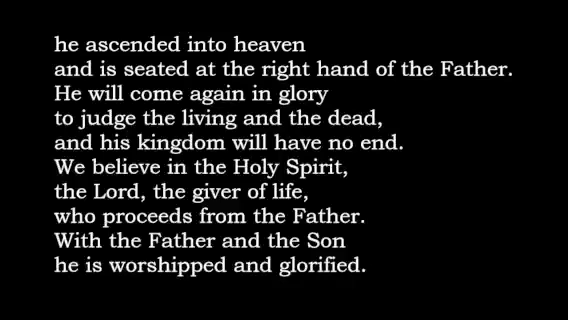 he ascended into heaven
and is seated at the right hand of the Father.
He will come again in glory
to judge the living and the dead,
and his kingdom will have no end.
We believe in the Holy Spirit,
the Lord, the giver of life,
who proceeds from the Father.
With the Father and the Son
he is worshipped and glorified.